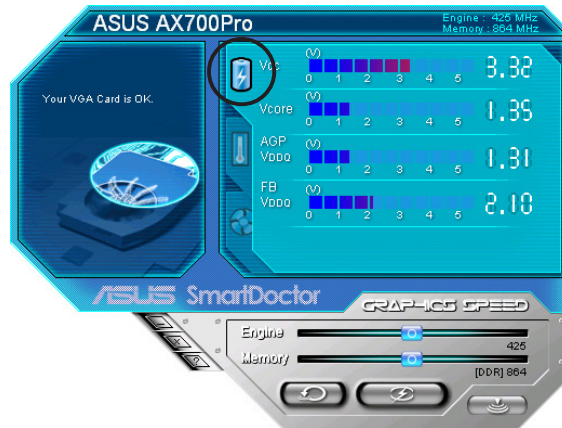 ASUS AX700Pro
Engine : 425 MHz
Memory : 864 MHz
Your VGA Card is OK.
Vcc (V) 0 1 2 3 4 5 3.32
Vcore (V) 0 1 2 3 4 5 1.35
AGP VDDQ (V) 0 1 2 3 4 5 1.31
FB VDDQ (V) 0 1 2 3 4 5 2.10
ASUS SmartDoctor
GRAPHICS SPEED
Engine
425
Memory
[DDR] 864